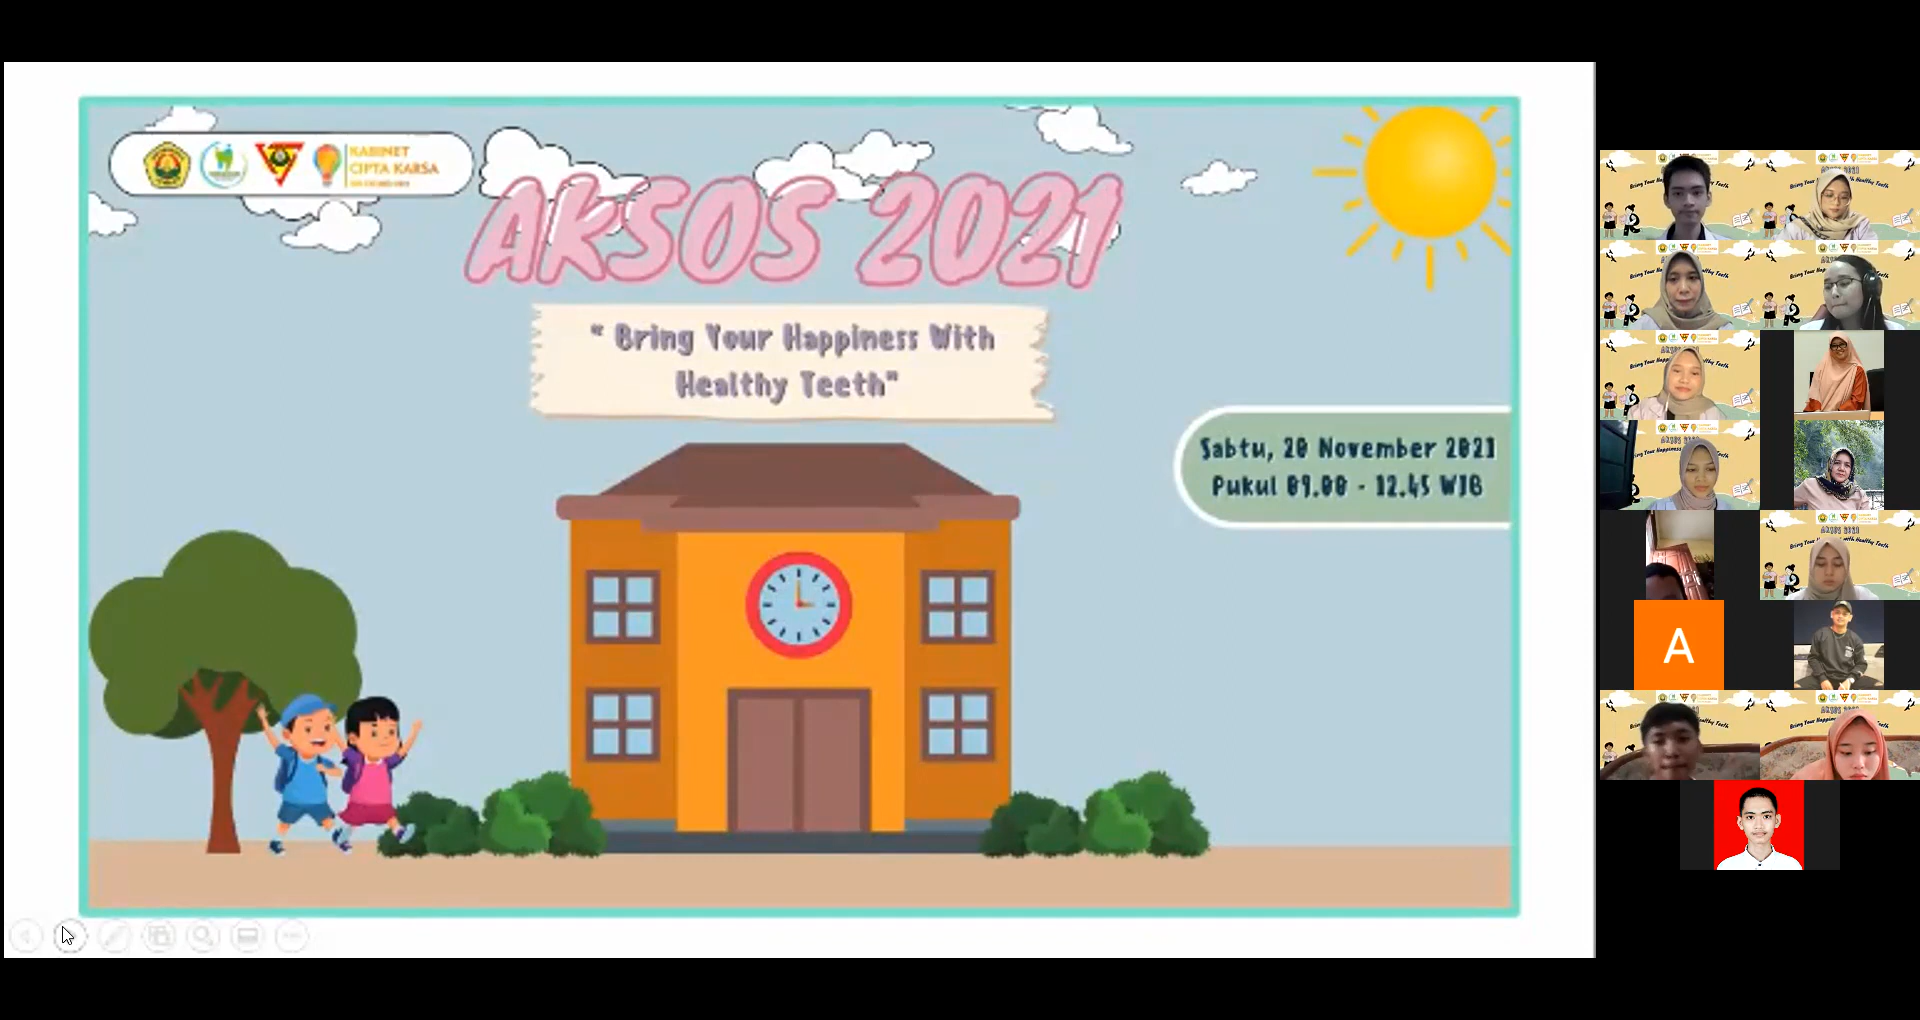 KABINET
CIPTA KARSA
AKSOS 2021
" Bring Your Happiness With
Healthy Teeth"
Sabtu, 20 November 2021
Pukul 09.00 - 12.45 WIB
A